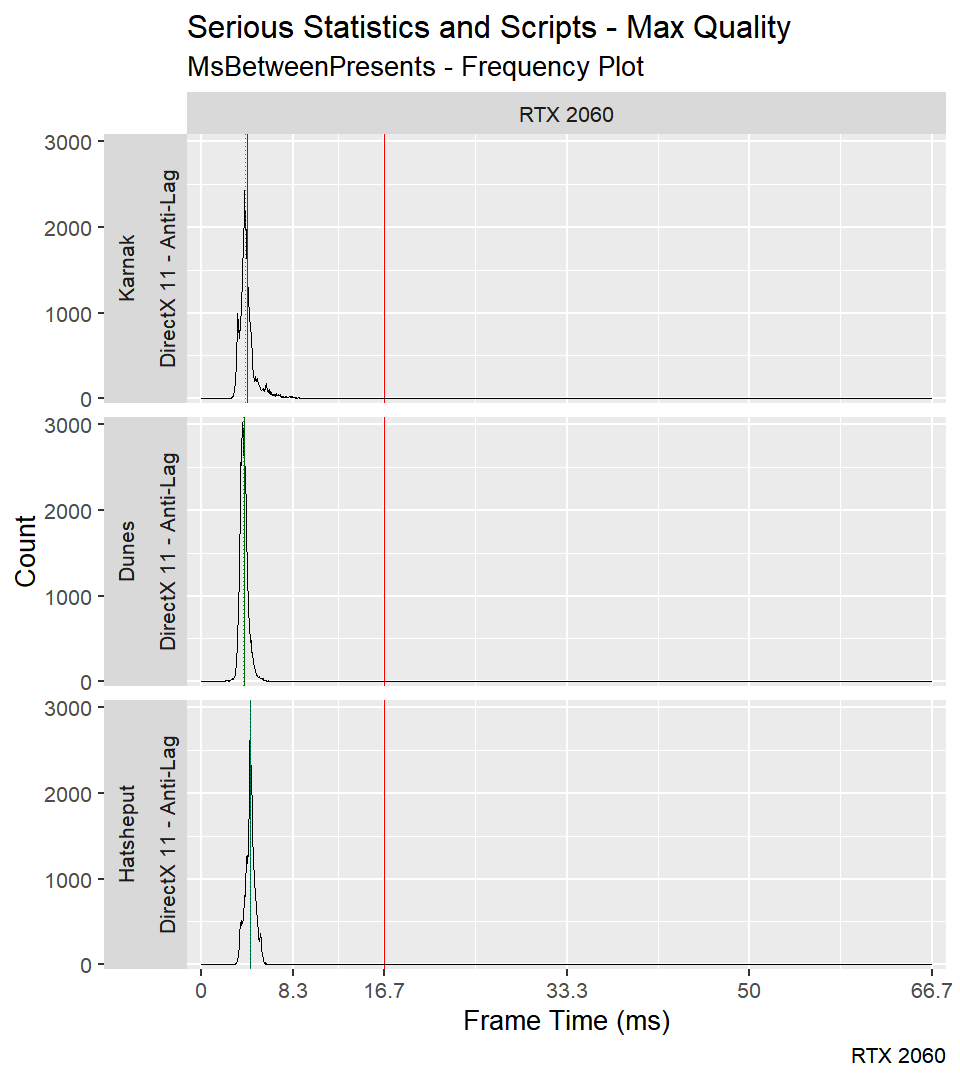 Serious Statistics and Scripts - Max Quality
MsBetweenPresents - Frequency Plot
RTX 2060
Count
Karnak
DirectX 11 - Anti-Lag
3000
2000
1000
0
Dunes
DirectX 11 - Anti-Lag
3000
2000
1000
0
Hatsheput
DirectX 11 - Anti-Lag
3000
2000
1000
0
0 8.3 16.7 33.3 50 66.7
Frame Time (ms)
RTX 2060